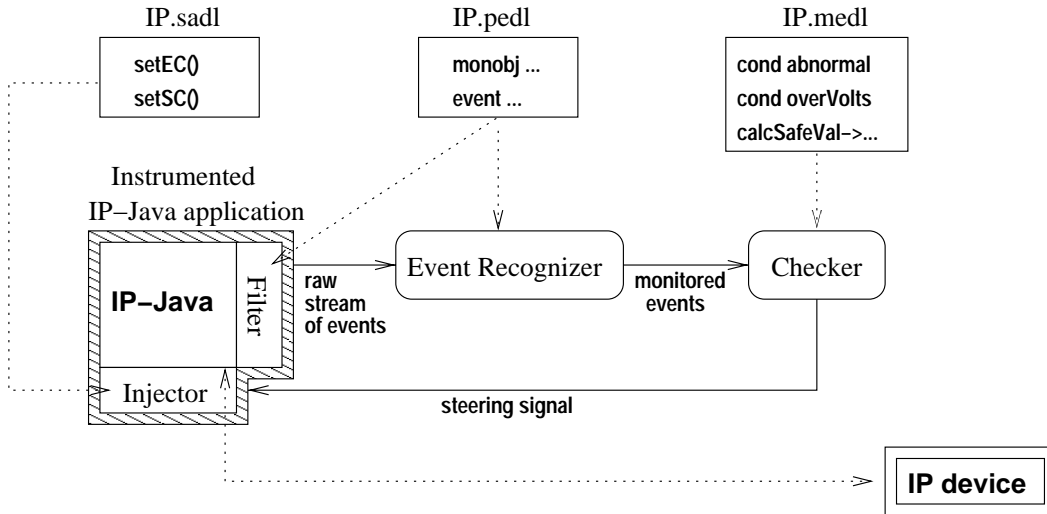 IP.sadl
IP.pedl
IP.medl
setEC()
setSC()
monobj ...
event ...
cond abnormal
cond overVolts
calcSafeVal−>...
Instrumented
IP−Java application
IP−Java
Filter
Injector
raw
stream
of events
Event Recognizer
monitored
events
Checker
steering signal
IP device